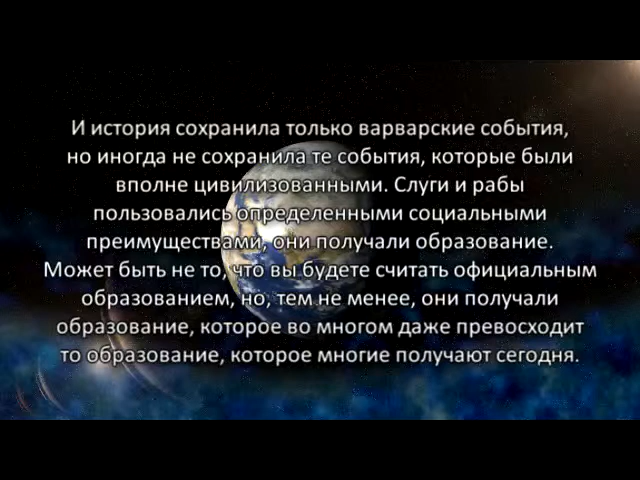 И история сохранила только варварские события,
но иногда не сохранила те события, которые были
вполне цивилизованными. Слуги и рабы
пользовались определенными социальными
преимуществами, они получали образование.
Может быть не то, что вы будете считать официальным
образованием, но, тем не менее, они получали
образование, которое во многом даже превосходит
то образование, которое многие получают сегодня.